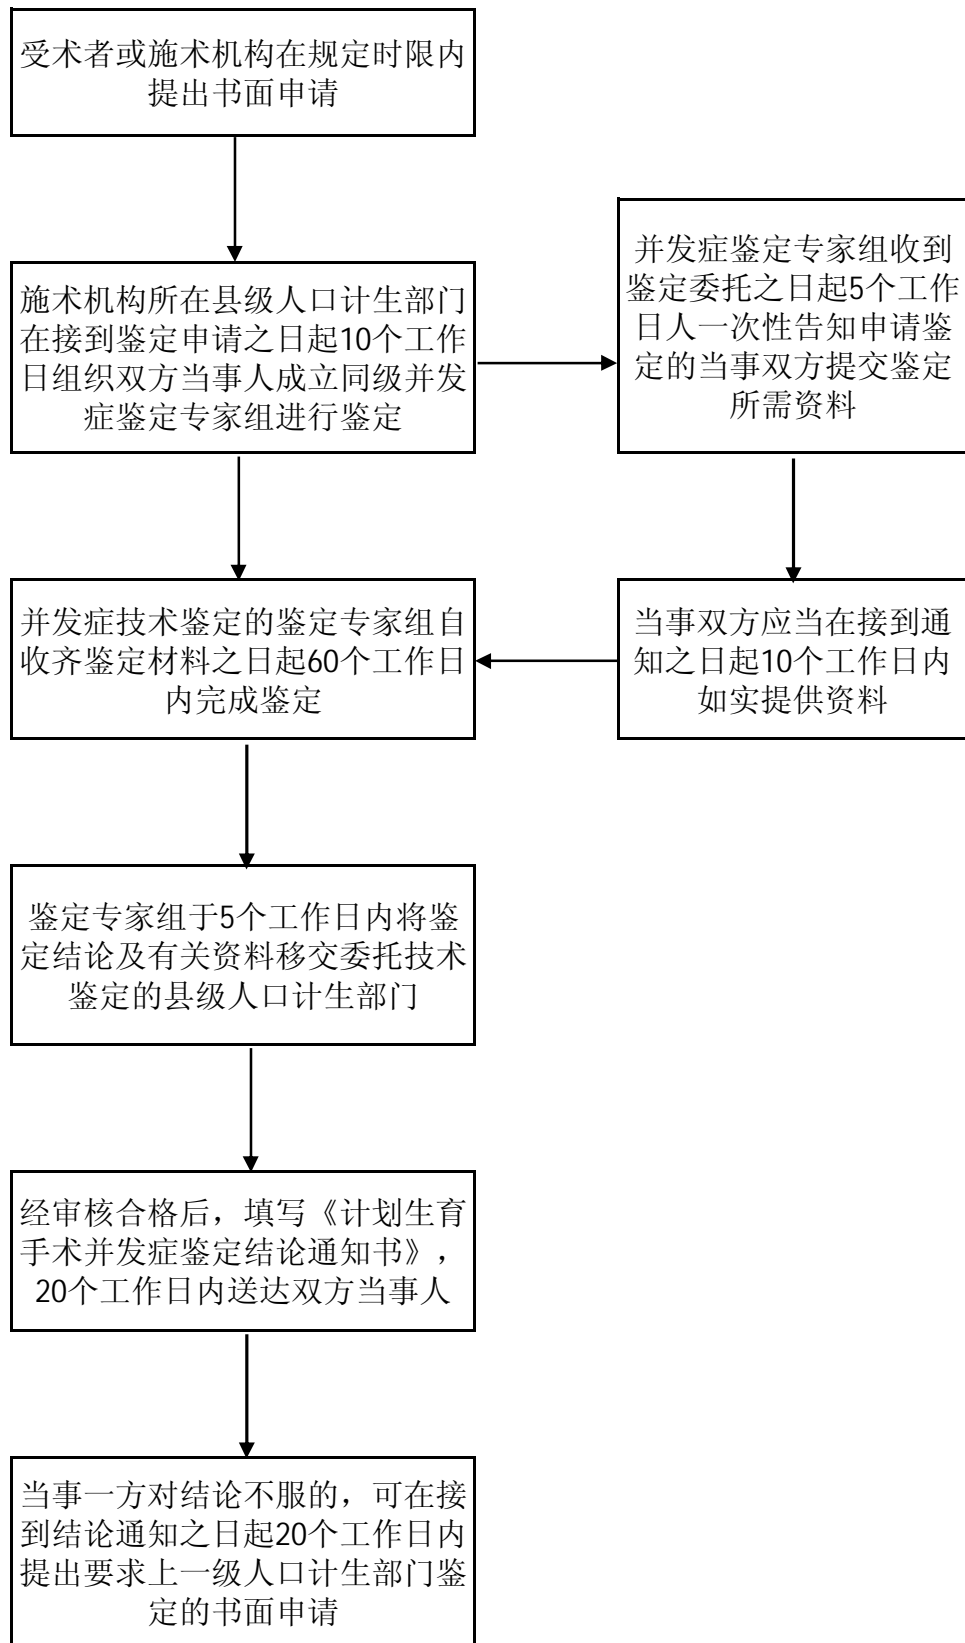 受术者或施术机构在规定时限内
提出书面申请
施术机构所在县级人口计生部门
在接到鉴定申请之日起10个工作
日组织双方当事人成立同级并发
症鉴定专家组进行鉴定
并发症鉴定专家组收到
鉴定委托之日起5个工作
日人一次性告知申请鉴
定的当事双方提交鉴定
所需资料
并发症技术鉴定的鉴定专家组自
收齐鉴定材料之日起60个工作日
内完成鉴定
当事双方应当在接到通
知之日起10个工作日内
如实提供资料
鉴定专家组于5个工作日内将鉴
定结论及有关资料移交委托技术
鉴定的县级人口计生部门
经审核合格后，填写《计划生育
手术并发症鉴定结论通知书》，
20个工作日内送达双方当事人
当事一方对结论不服的，可在接
到结论通知之日起20个工作日内
提出要求上一级人口计生部门鉴
定的书面申请